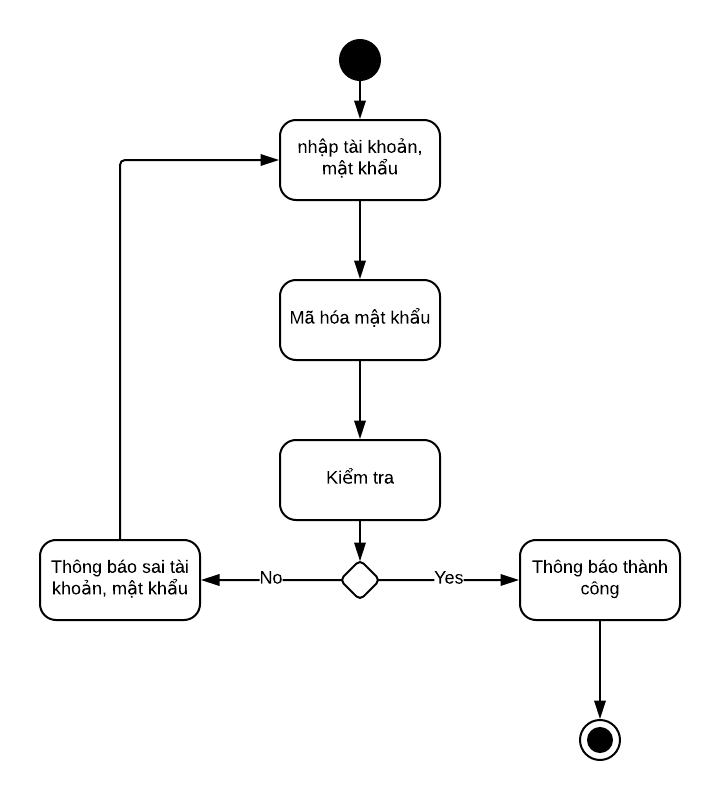 nhập tài khoản,
mật khẩu
Mã hóa mật khẩu
Kiểm tra
Thông báo sai tài
khoản, mật khẩu
No
Yes
Thông báo thành
công